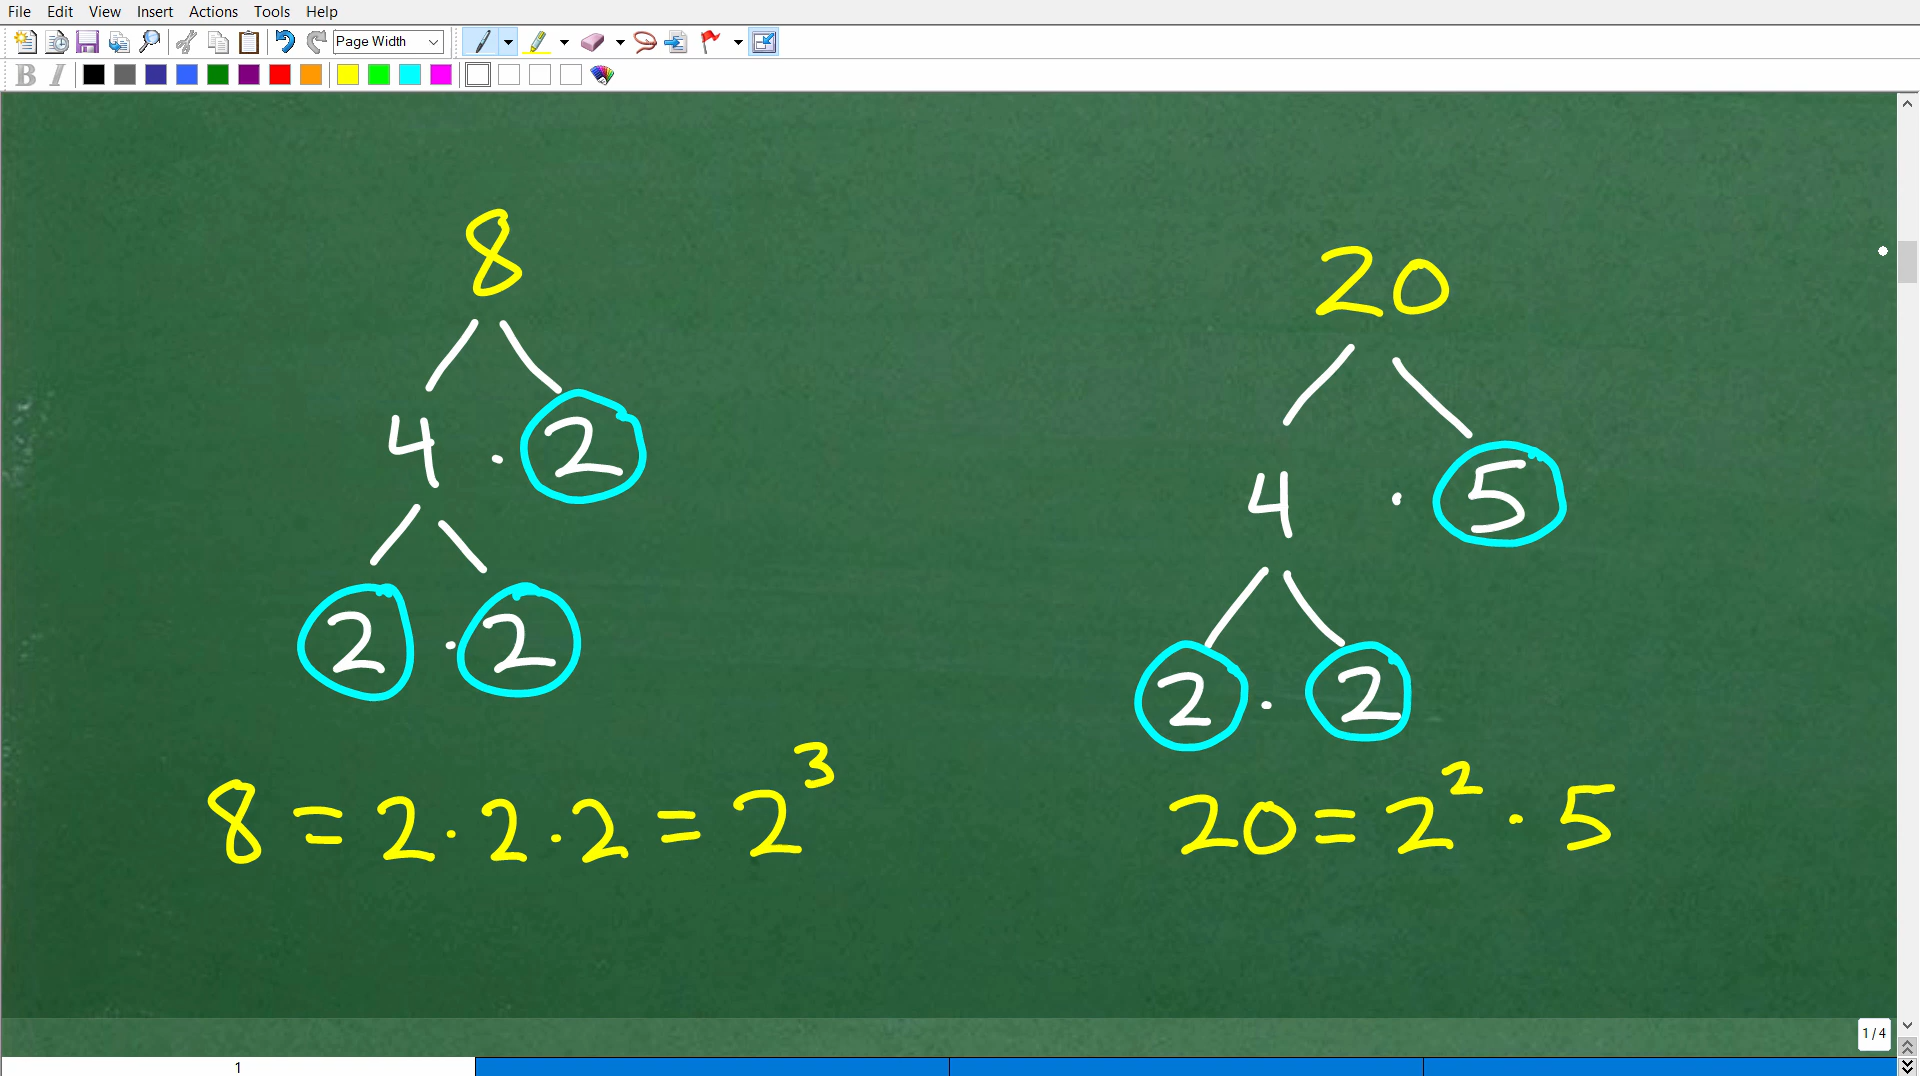 File Edit View Insert Actions Tools Help
Page Width
B I
8 20
4 · 2 4 · 5
2 · 2 2 · 2
8 = 2 · 2 · 2 = 2³ 20 = 2² · 5
1 / 4
1